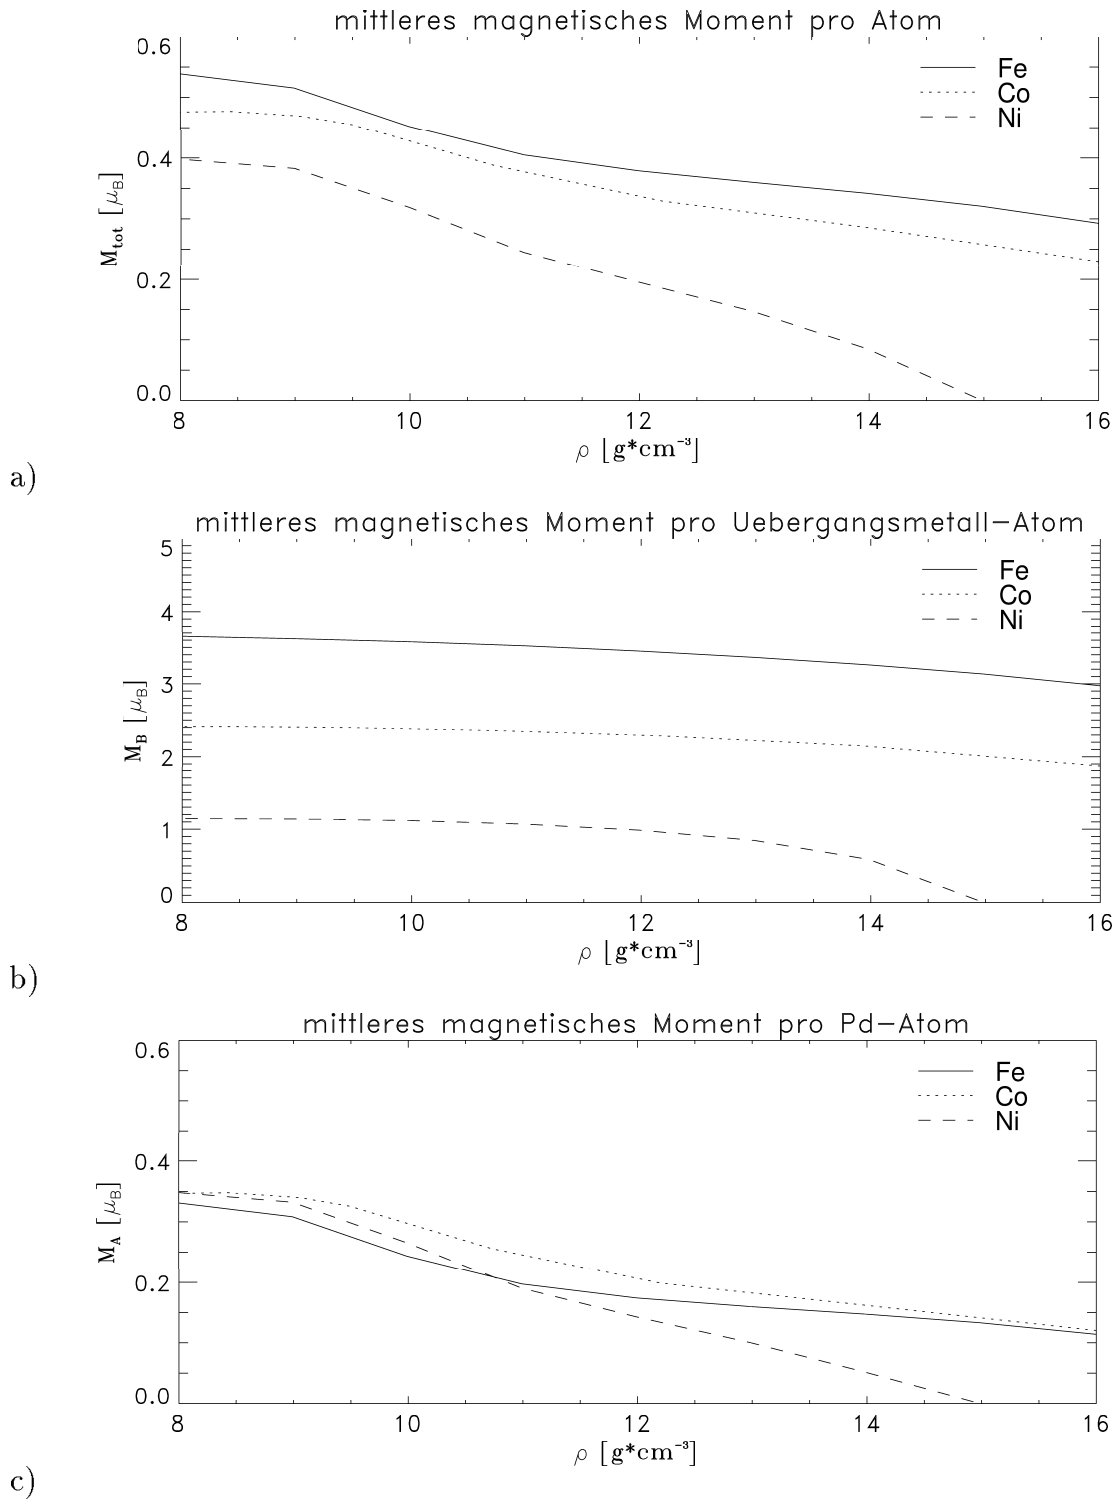 mittleres magnetisches Moment pro Atom
0.6
0.4
0.2
0.0
M_tot [μ_B]
Fe
Co
Ni
8 10 12 14 16
ρ [g*cm⁻³]
a)
mittleres magnetisches Moment pro Uebergangsmetall-Atom
5
4
3
2
1
0
M_B [μ_B]
Fe
Co
Ni
8 10 12 14 16
ρ [g*cm⁻³]
b)
mittleres magnetisches Moment pro Pd-Atom
0.6
0.4
0.2
0.0
M_A [μ_B]
Fe
Co
Ni
8 10 12 14 16
ρ [g*cm⁻³]
c)